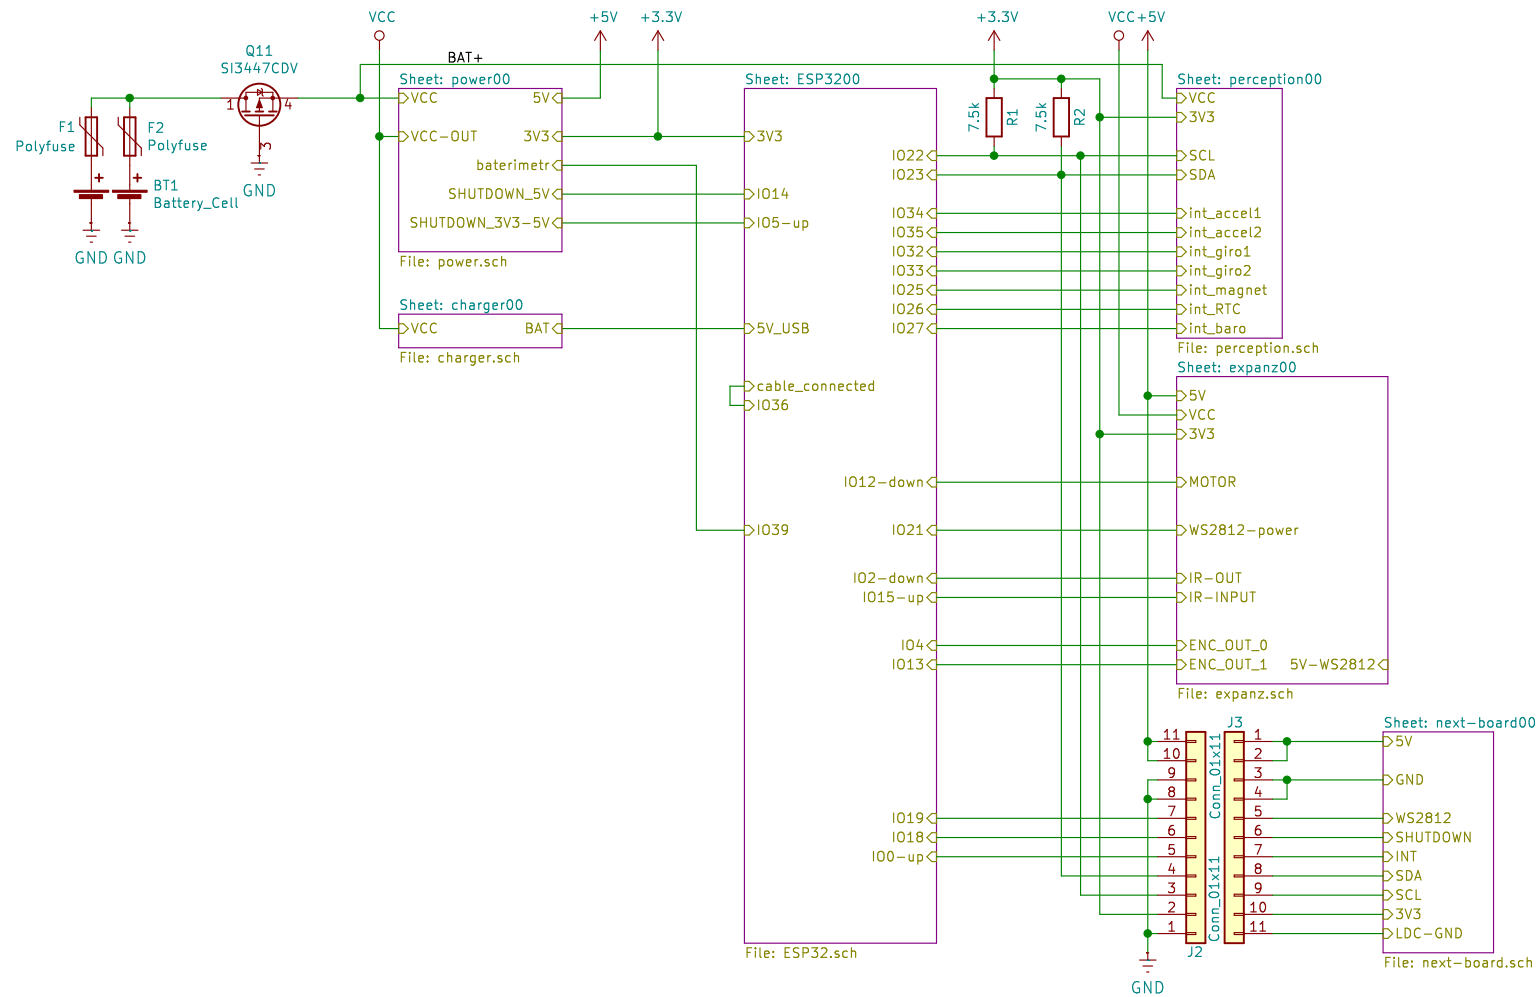 VCC
+5V
+3.3V
+3.3V
VCC
+5V
Q11
SI3447CDV
1
4
3
GND
F1
Polyfuse
F2
Polyfuse
+
+
BT1
Battery_Cell
GND
GND
BAT+
Sheet: power00
VCC
5V
VCC-OUT
3V3
baterimetr
SHUTDOWN_5V
SHUTDOWN_3V3-5V
File: power.sch
Sheet: charger00
VCC
BAT
File: charger.sch
Sheet: ESP3200
3V3
IO14
IO5-up
5V_USB
cable_connected
IO36
IO39
IO22
IO23
IO34
IO35
IO32
IO33
IO25
IO26
IO27
IO12-down
IO21
IO2-down
IO15-up
IO4
IO13
IO19
IO18
IO0-up
File: ESP32.sch
7.5k
R1
7.5k
R2
Sheet: perception00
VCC
3V3
SCL
SDA
int_accel1
int_accel2
int_giro1
int_giro2
int_magnet
int_RTC
int_baro
File: perception.sch
Sheet: expanz00
5V
VCC
3V3
MOTOR
WS2812-power
IR-OUT
IR-INPUT
ENC_OUT_0
ENC_OUT_1
5V-WS2812
File: expanz.sch
11
10
9
8
7
6
5
4
3
2
1
Conn_01x11
J2
GND
J3
Conn_01x11
1
2
3
4
5
6
7
8
9
10
11
Sheet: next-board00
5V
GND
WS2812
SHUTDOWN
INT
SDA
SCL
3V3
LDC-GND
File: next-board.sch